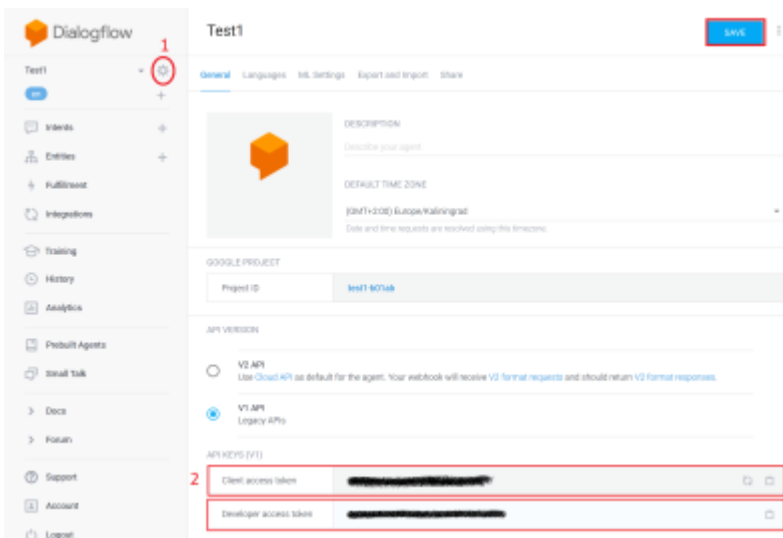 Dialogflow
1
Test1
en
Intents
Entities
Fulfillment
Integrations
Training
History
Analytics
Prebuilt Agents
Small Talk
Docs
Forum
Support
Account
Logout
Test1
SAVE
General Languages ML Settings Export and Import Share
DESCRIPTION
Describe your agent
DEFAULT TIME ZONE
(GMT+2:00) Europe/Kaliningrad
Date and time requests are resolved using this timezone.
GOOGLE PROJECT
Project ID
API VERSION
V2 API
Use Cloud API as default for the agent. Your webhook will receive V2 format requests and should return V2 format responses.
V1 API
Legacy APIs
API KEYS (V1)
2
Client access token
Developer access token